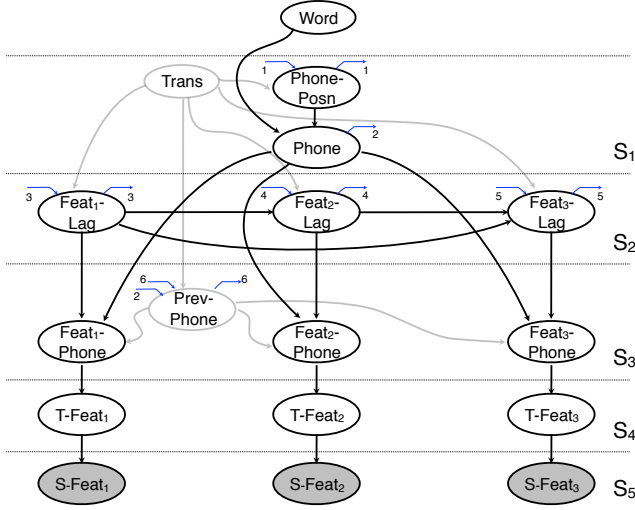 Word
Trans
1
1
Phone-
Posn
2
Phone
S₁
3
3
Feat₁-
Lag
4
4
Feat₂-
Lag
5
5
Feat₃-
Lag
S₂
6
2
6
Prev-
Phone
Feat₁-
Phone
Feat₂-
Phone
Feat₃-
Phone
S₃
T-Feat₁
T-Feat₂
T-Feat₃
S₄
S-Feat₁
S-Feat₂
S-Feat₃
S₅